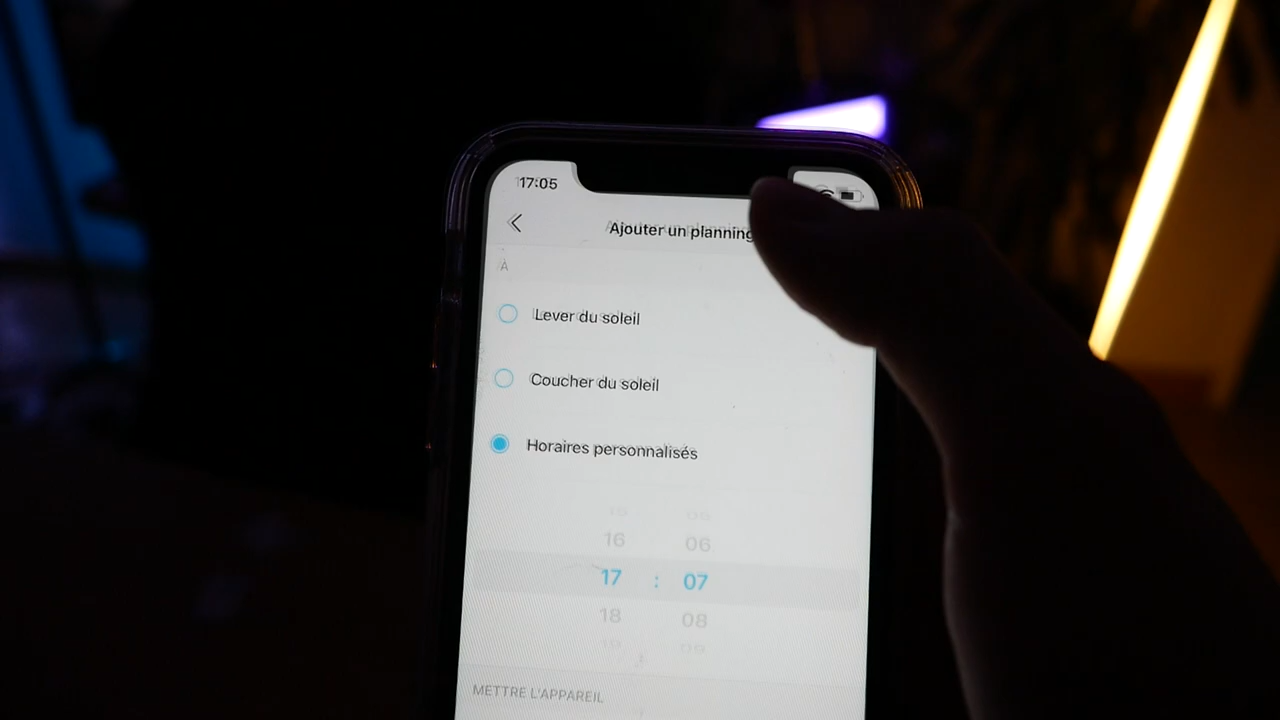 17:05
Ajouter un planning
À
Lever du soleil
Coucher du soleil
Horaires personnalisés
16 06
17 : 07
18 08
METTRE L'APPAREIL